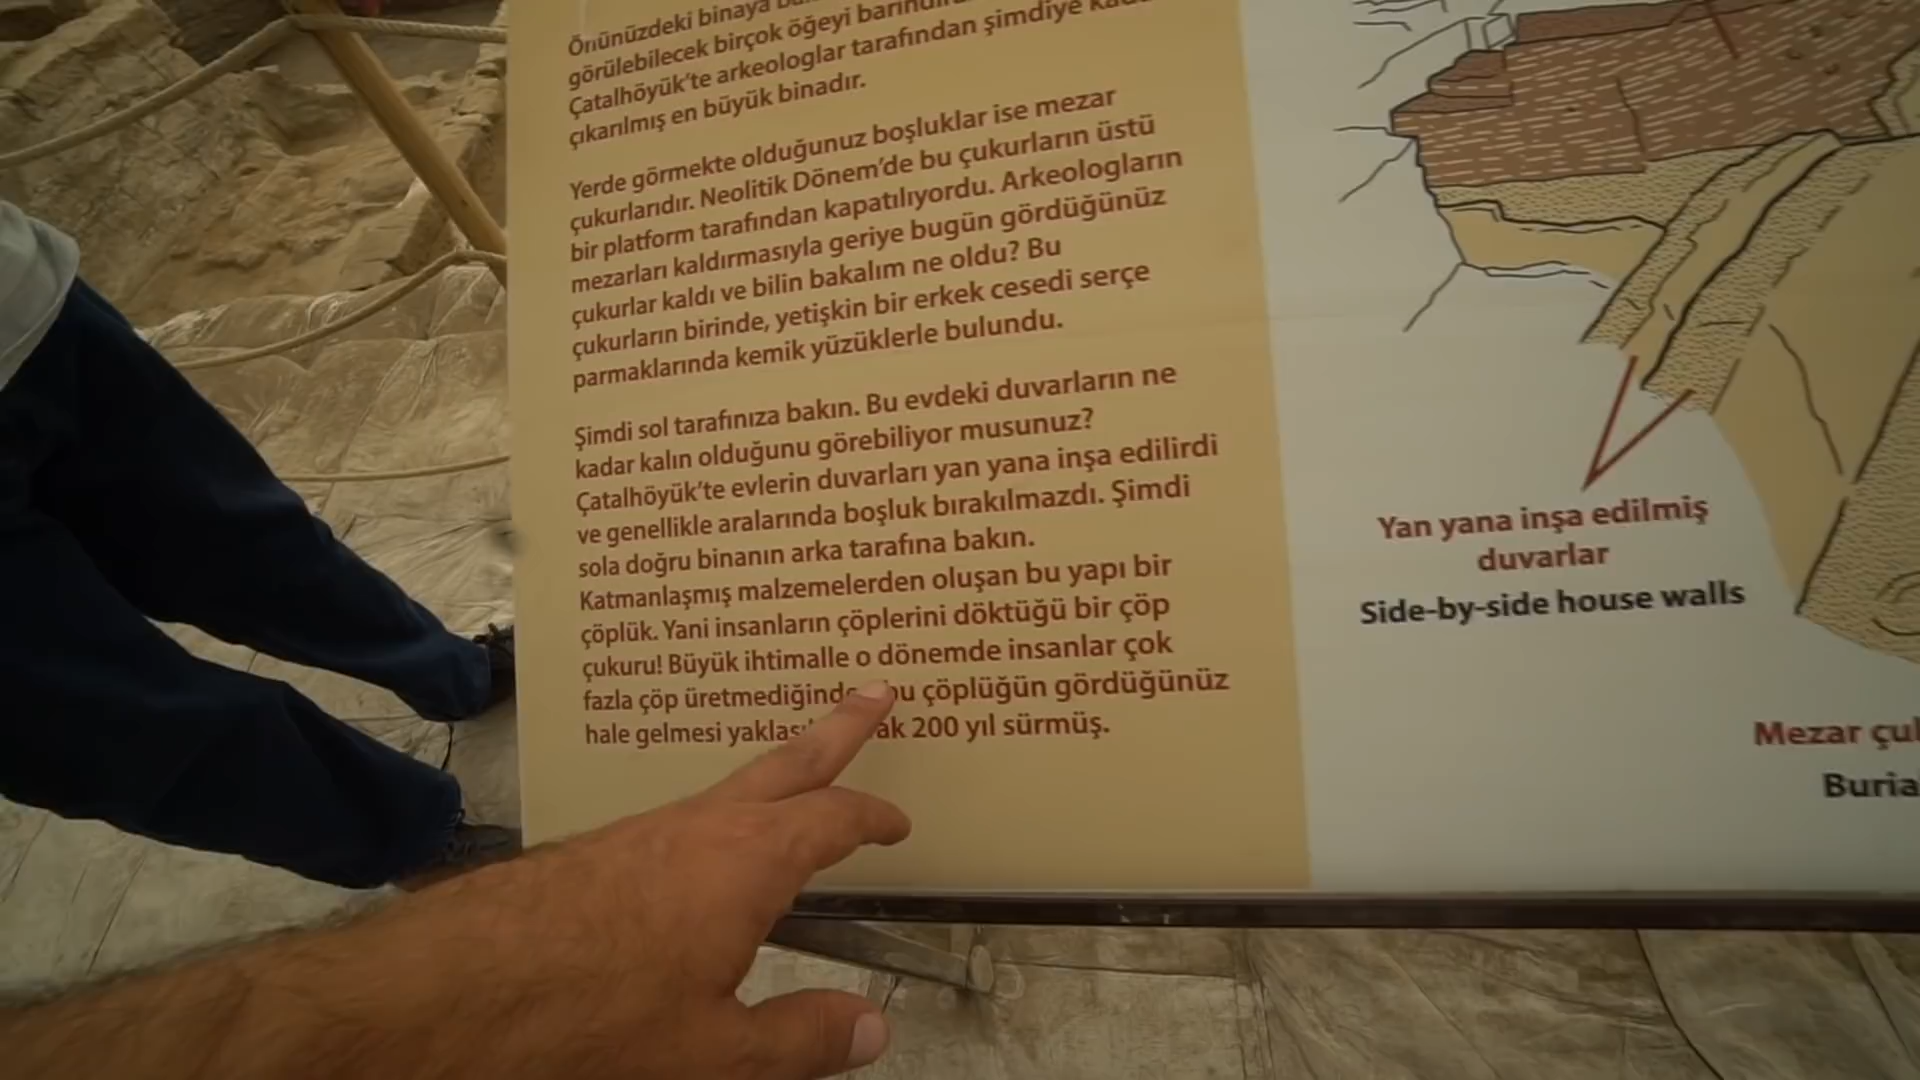 Önünüzdeki binaya
görülebilecek birçok öğeyi
Çatalhöyük'te arkeologlar tarafından şimdiye
çıkarılmış en büyük binadır.
Yerde görmekte olduğunuz boşluklar ise mezar
çukurlarıdır. Neolitik Dönem'de bu çukurların üstü
bir platform tarafından kapatılıyordu. Arkeologların
mezarları kaldırmasıyla geriye bugün gördüğünüz
çukurlar kaldı ve bilin bakalım ne oldu? Bu
çukurların birinde, yetişkin bir erkek cesedi serçe
parmaklarında kemik yüzüklerle bulundu.
Şimdi sol tarafınıza bakın. Bu evdeki duvarların ne
kadar kalın olduğunu görebiliyor musunuz?
Çatalhöyük'te evlerin duvarları yan yana inşa edilirdi
ve genellikle aralarında boşluk bırakılmazdı. Şimdi
sola doğru binanın arka tarafına bakın.
Katmanlaşmış malzemelerden oluşan bu yapı bir
çöplük. Yani insanların çöplerini döktüğü bir çöp
çukuru! Büyük ihtimalle o dönemde insanlar çok
fazla çöp bu çöplüğün gördüğünüz
hale gelmesi 200 yıl sürmüş.
Yan yana inşa edilmiş
duvarlar
Side-by-side house walls
Mezar